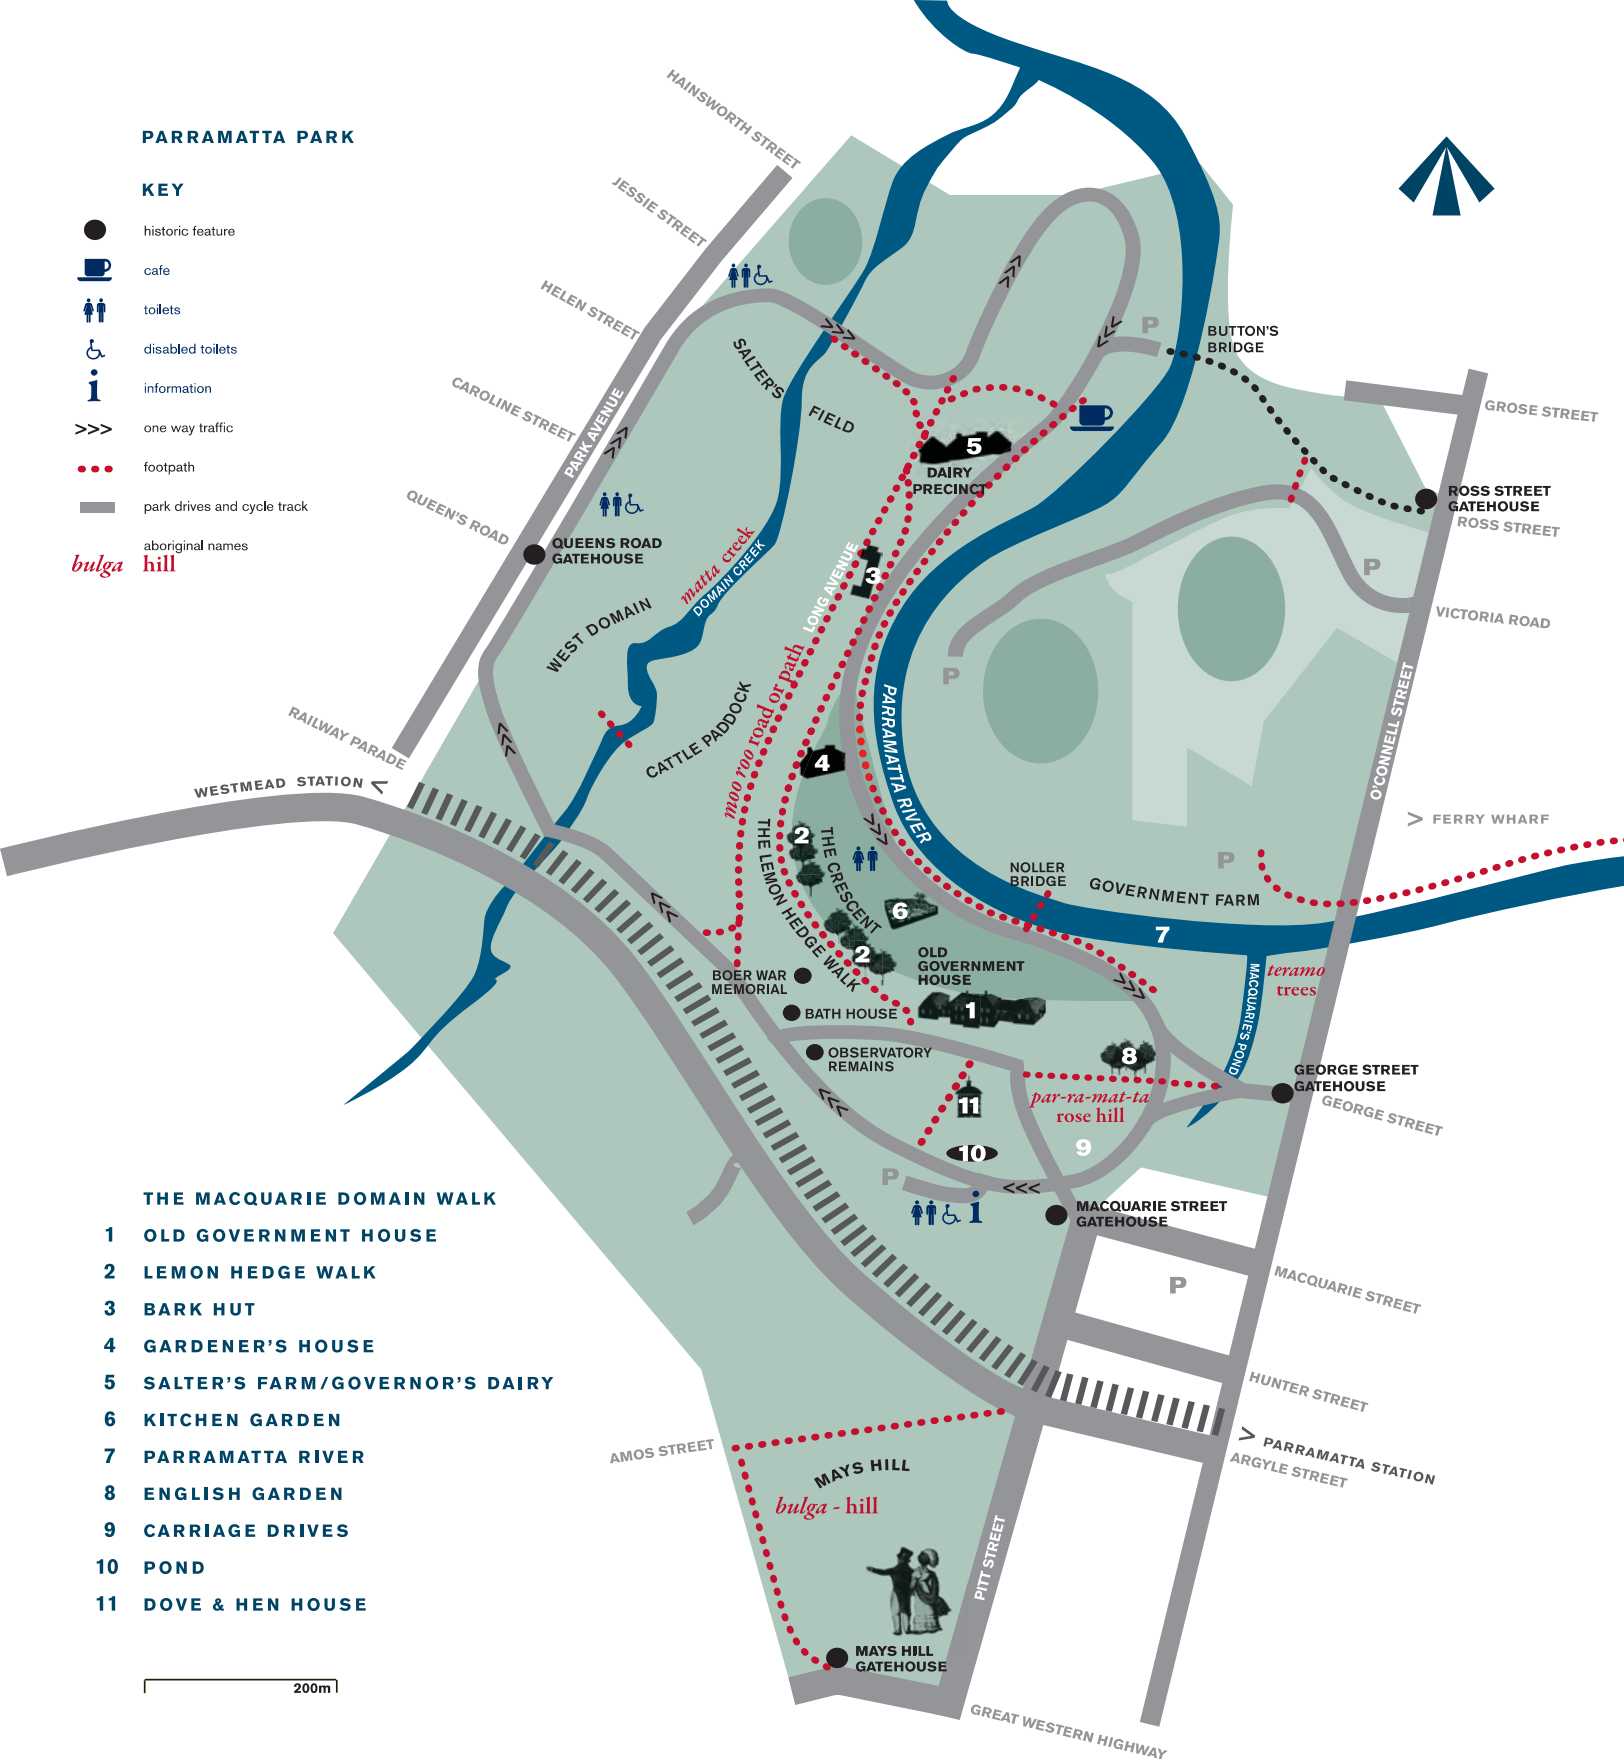 PARRAMATTA PARK
KEY
historic feature
cafe
toilets
disabled toilets
i information
>>> one way traffic
footpath
park drives and cycle track
aboriginal names
bulga hill
HAINSWORTH STREET
JESSIE STREET
HELEN STREET
CAROLINE STREET
QUEEN'S ROAD
PARK AVENUE
RAILWAY PARADE
WESTMEAD STATION <
QUEENS ROAD
GATEHOUSE
SALTER'S
FIELD
WEST DOMAIN
matta creek
DOMAIN CREEK
CATTLE PADDOCK
LONG AVENUE
moo roo road or path
5
DAIRY
PRECINCT
3
4
2
THE CRESCENT
THE LEMON HEDGE WALK
2
6
PARRAMATTA RIVER
P
BUTTON'S
BRIDGE
GROSE STREET
ROSS STREET
GATEHOUSE
ROSS STREET
P
VICTORIA ROAD
P
O'CONNELL STREET
> FERRY WHARF
P
NOLLER
BRIDGE
GOVERNMENT FARM
7
teramo
trees
MACQUARIE'S POND
OLD
GOVERNMENT
HOUSE
1
BOER WAR
MEMORIAL
BATH HOUSE
OBSERVATORY
REMAINS
8
par-ra-mat-ta
rose hill
9
11
10
P
i
GEORGE STREET
GATEHOUSE
GEORGE STREET
MACQUARIE STREET
GATEHOUSE
P
MACQUARIE STREET
HUNTER STREET
> PARRAMATTA STATION
ARGYLE STREET
AMOS STREET
MAYS HILL
bulga - hill
PITT STREET
MAYS HILL
GATEHOUSE
GREAT WESTERN HIGHWAY
THE MACQUARIE DOMAIN WALK
1 OLD GOVERNMENT HOUSE
2 LEMON HEDGE WALK
3 BARK HUT
4 GARDENER'S HOUSE
5 SALTER'S FARM/GOVERNOR'S DAIRY
6 KITCHEN GARDEN
7 PARRAMATTA RIVER
8 ENGLISH GARDEN
9 CARRIAGE DRIVES
10 POND
11 DOVE & HEN HOUSE
200m